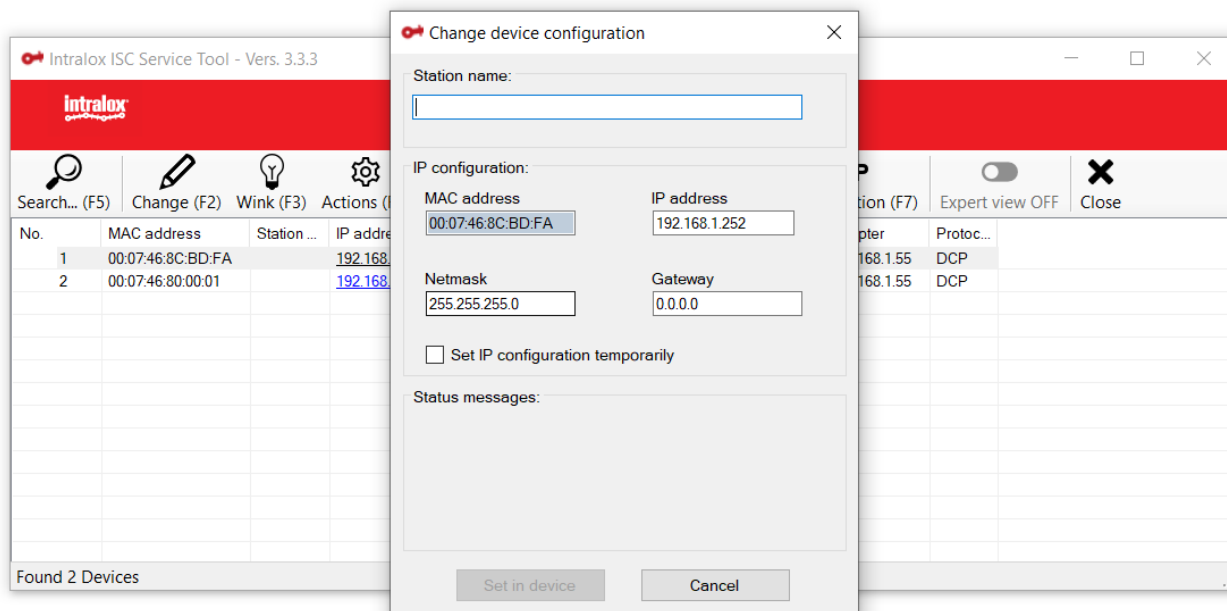 Change device configuration
Intralox ISC Service Tool - Vers. 3.3.3
Station name:
intralox
IP configuration:
Search... (F5) Change (F2) Wink (F3) Actions (
tion (F7) Expert view OFF Close
MAC address IP address
00:07:46:8C:BD:FA 192.168.1.252
No. MAC address Station ... IP addre
pter Protoc...
1 00:07:46:8C:BD:FA 192.168. 168.1.55 DCP
2 00:07:46:80:00:01 192.168. 168.1.55 DCP
Netmask Gateway
255.255.255.0 0.0.0.0
Set IP configuration temporarily
Status messages:
Found 2 Devices
Set in device Cancel